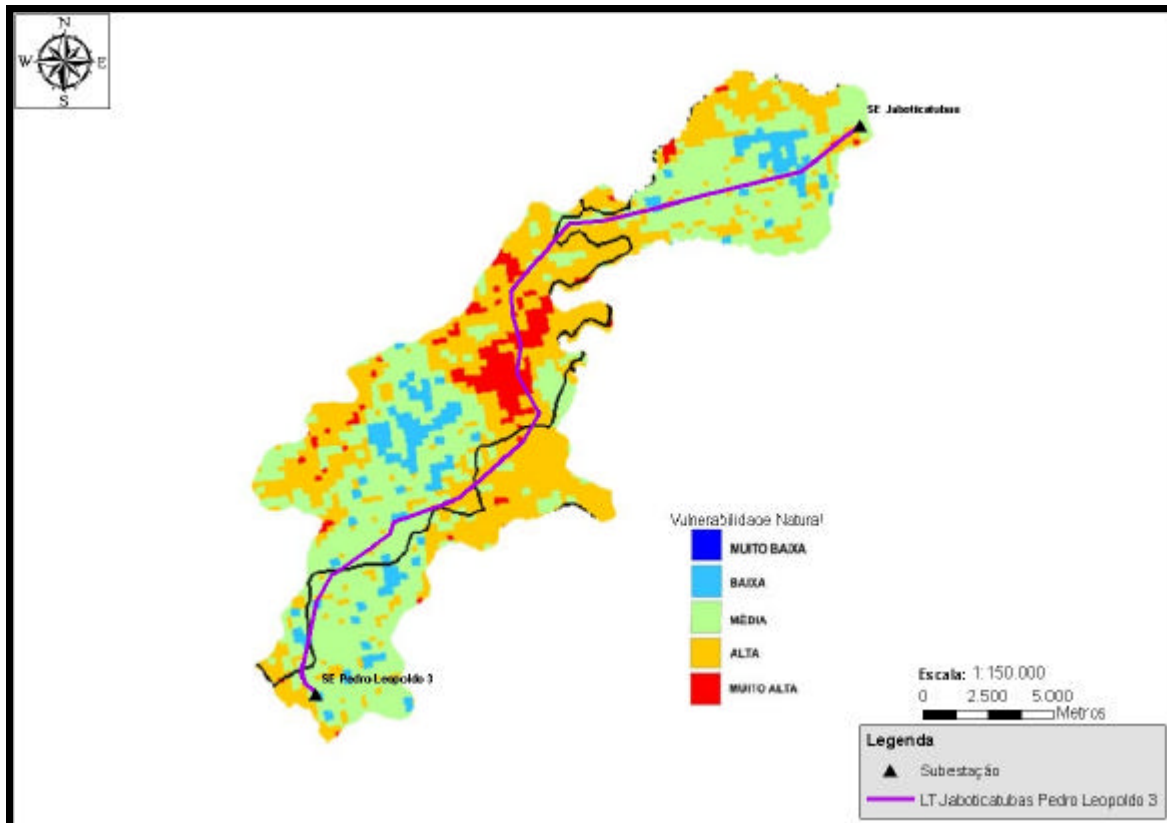 N
W E
S
SE Jaboticatubas
SE Pedro Leopoldo 3
Vulnerabilidade Natural
MUITO BAIXA
BAIXA
MÉDIA
ALTA
MUITO ALTA
Escala: 1:150.000
0 2.500 5.000
Metros
Legenda
Subestação
LT Jaboticatubas Pedro Leopoldo 3